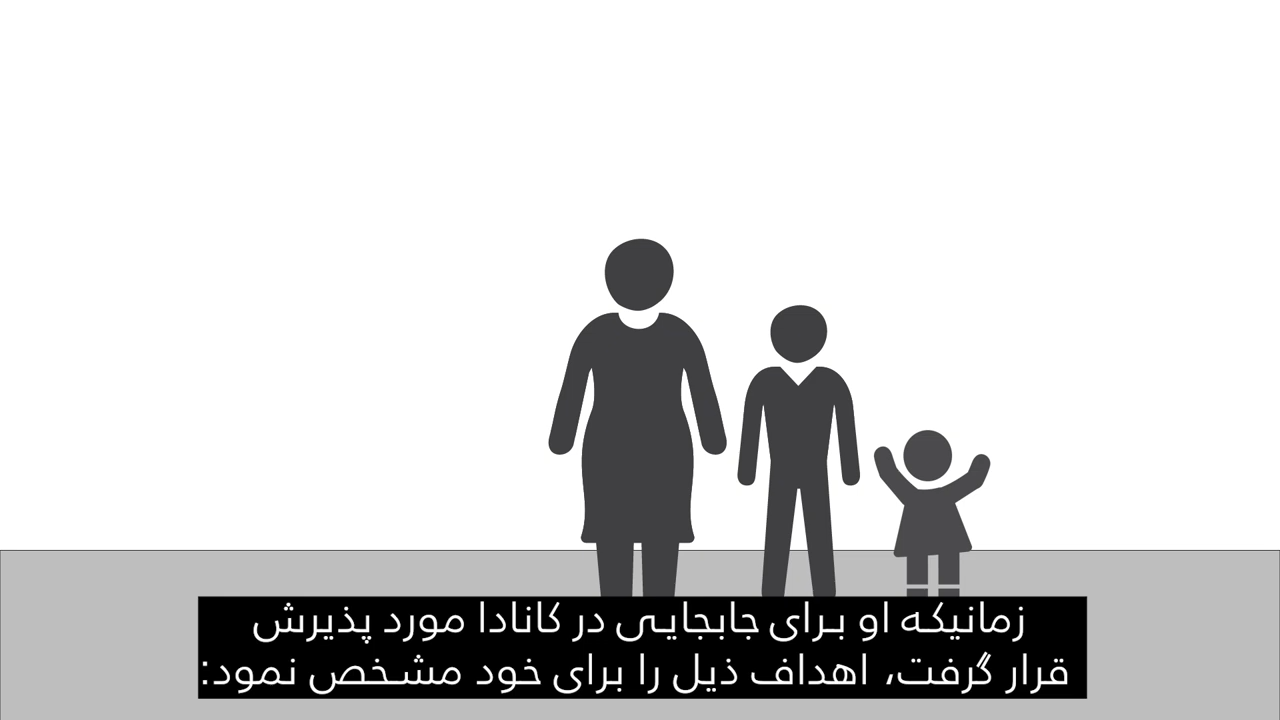 زمانیکه او برای جابجایی در کانادا مورد پذیرش
قرار گرفت، اهداف ذیل را برای خود مشخص نمود: